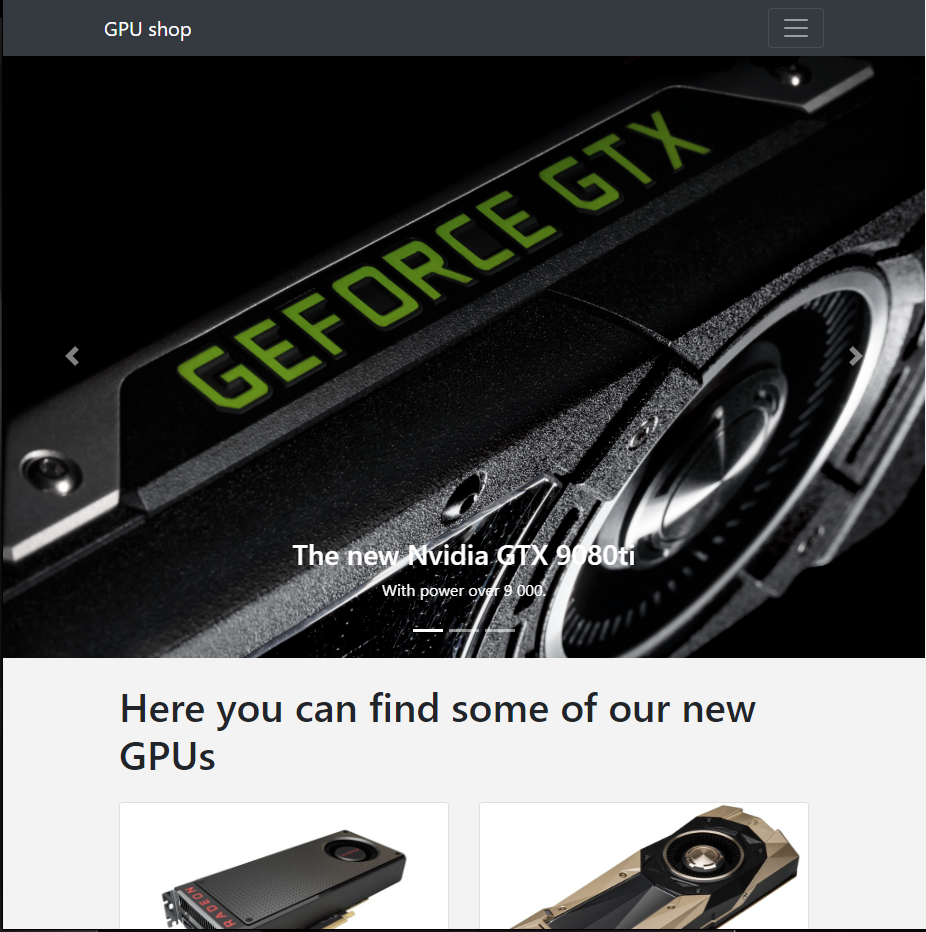 GPU shop
GEFORCE GTX
The new Nvidia GTX 9080ti
With power over 9 000.
Here you can find some of our new
GPUs
RADEON